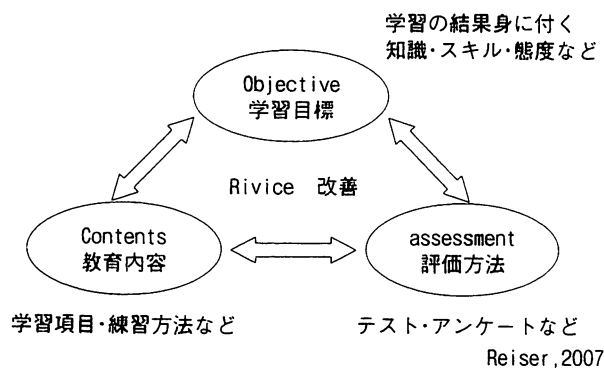 学習の結果身に付く
知識・スキル・態度など
Objective
学習目標
Rivice 改善
Contents
教育内容
assessment
評価方法
学習項目・練習方法など
テスト・アンケートなど
Reiser,2007